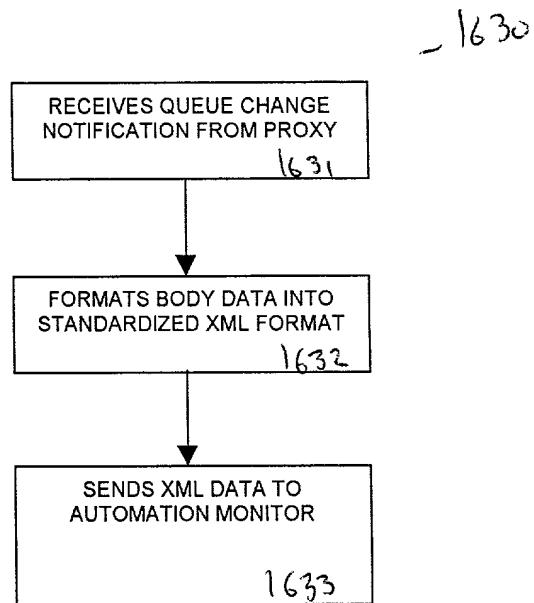 1630
RECEIVES QUEUE CHANGE
NOTIFICATION FROM PROXY
1631
FORMATS BODY DATA INTO
STANDARDIZED XML FORMAT
1632
SENDS XML DATA TO
AUTOMATION MONITOR
1633